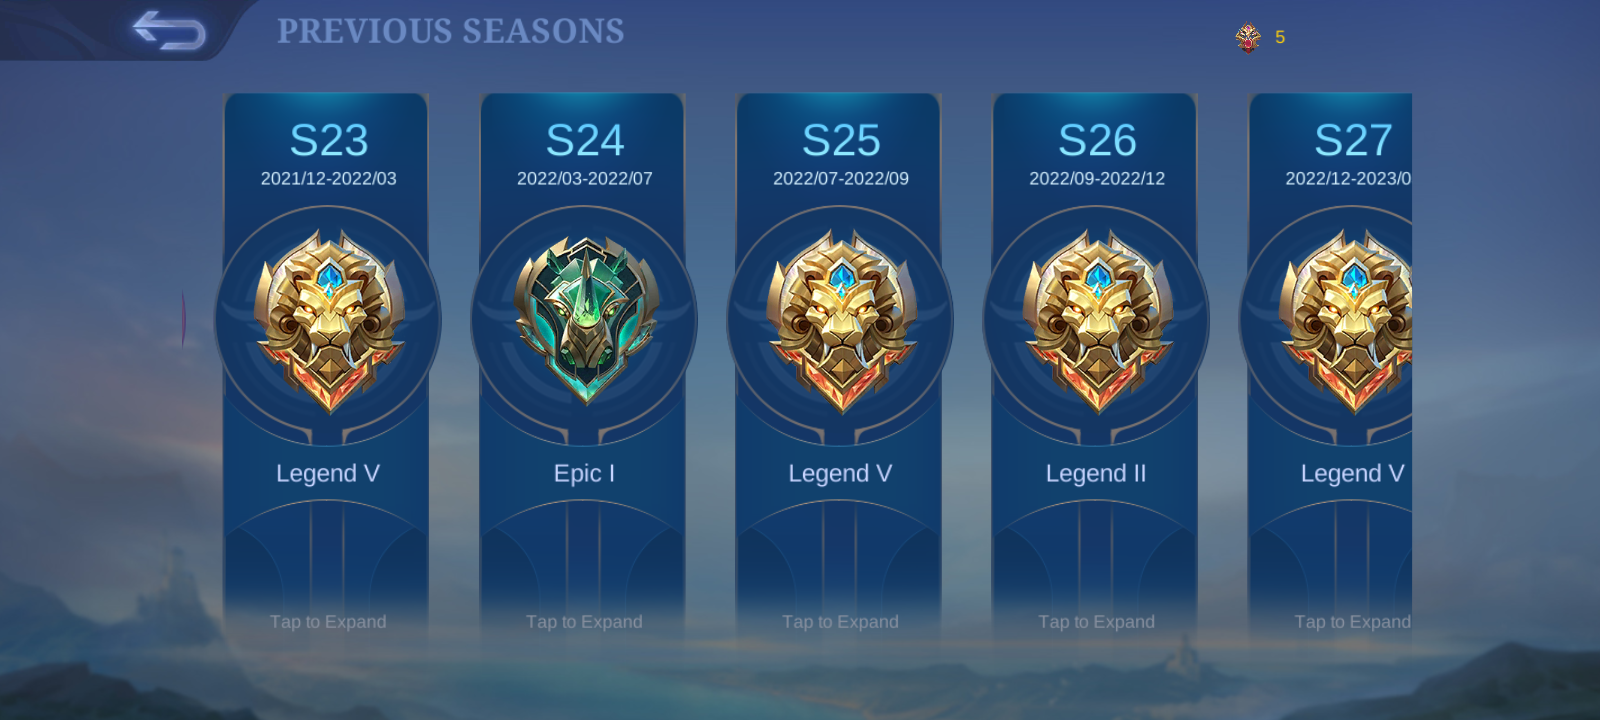 PREVIOUS SEASONS
5
S23
2021/12-2022/03
Legend V
Tap to Expand
S24
2022/03-2022/07
Epic I
Tap to Expand
S25
2022/07-2022/09
Legend V
Tap to Expand
S26
2022/09-2022/12
Legend II
Tap to Expand
S27
2022/12-2023/0
Legend V
Tap to Expand